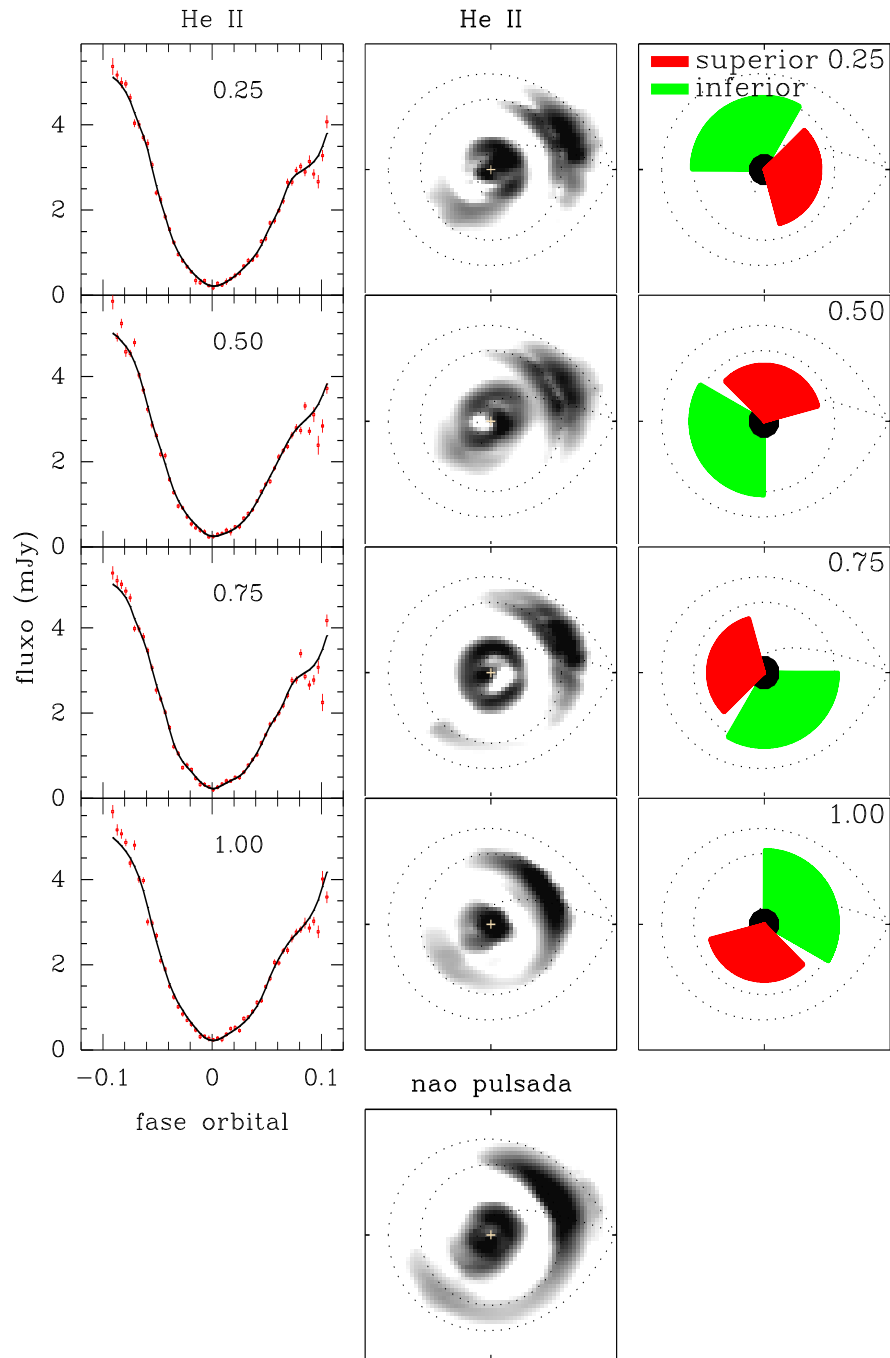 He II
He II
0.25
superior 0.25
inferior
4
2
0
0.50
0.50
4
2
0
0.75
0.75
4
2
0
1.00
1.00
4
2
0
fluxo (mJy)
−0.1 0 0.1
fase orbital
nao pulsada